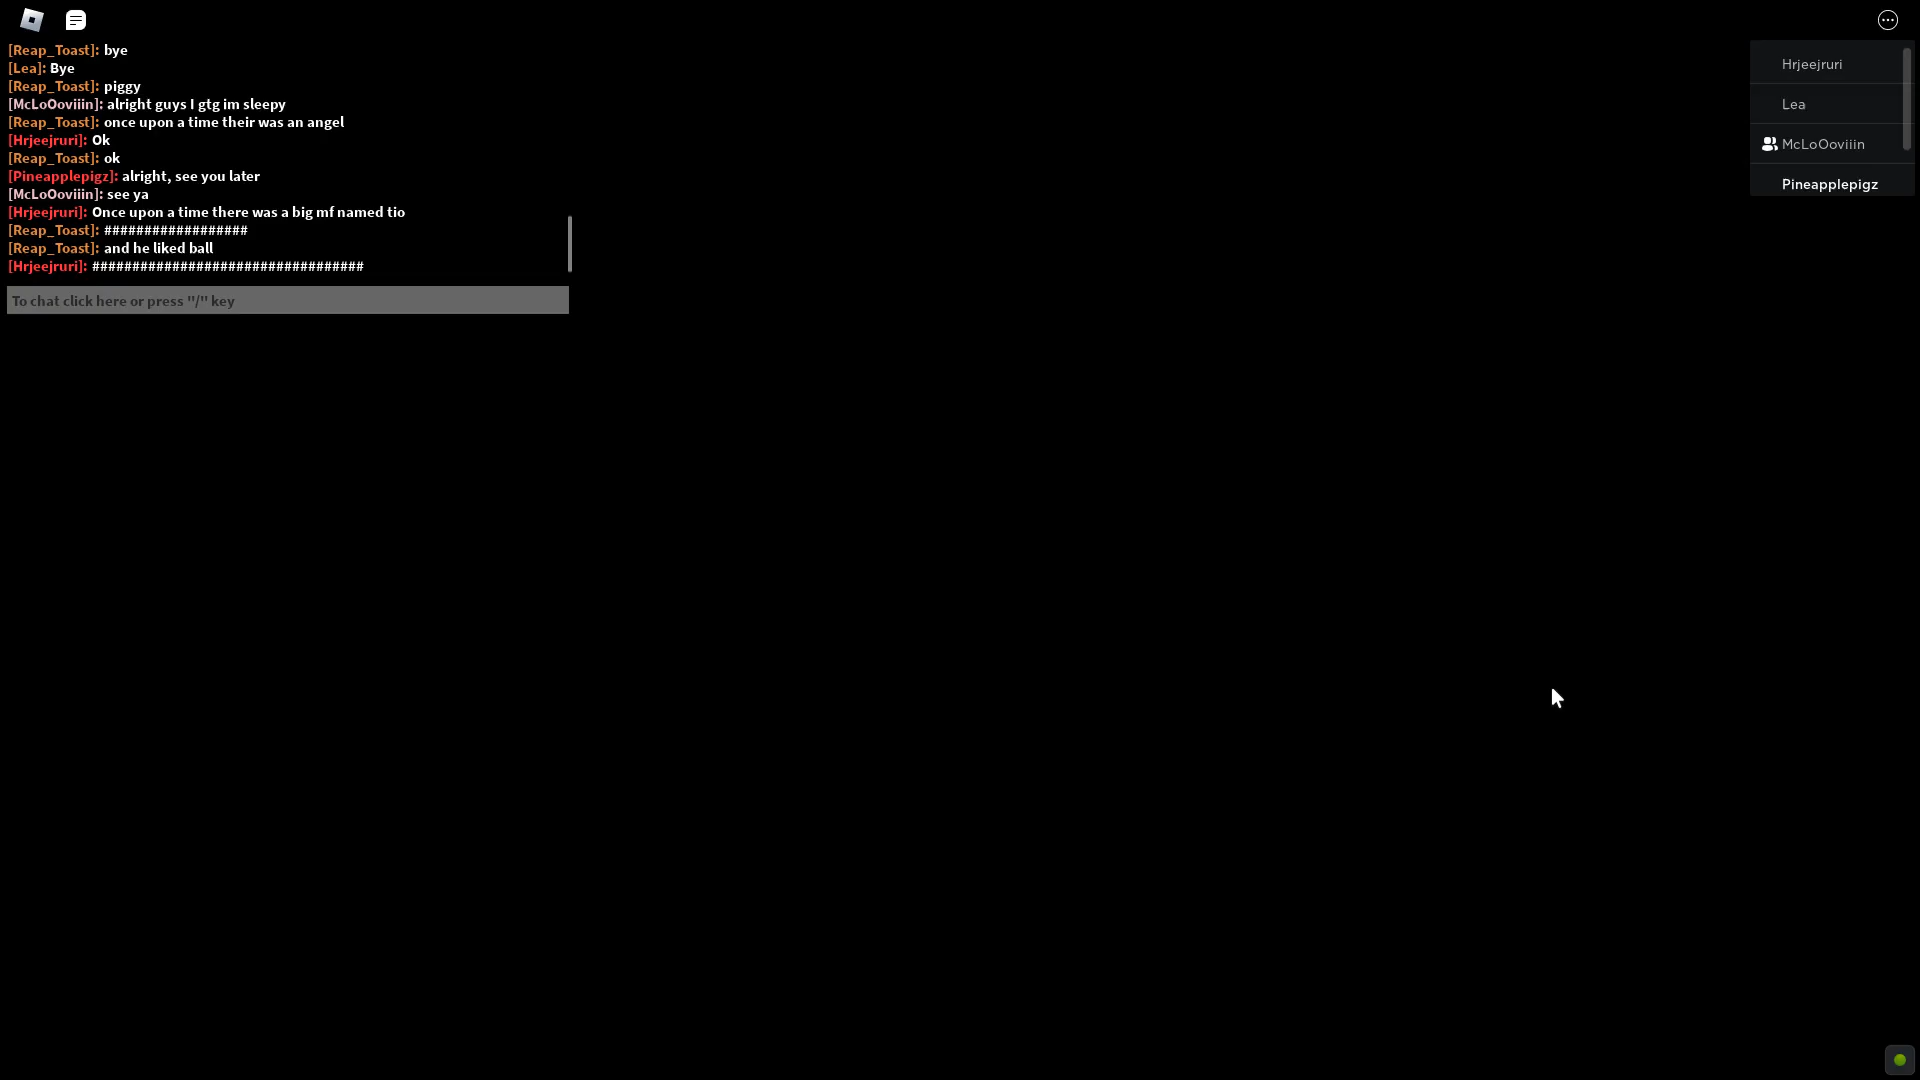 [Reap_Toast]: bye
[Lea]: Bye
[Reap_Toast]: piggy
[McLoOoviiin]: alright guys I gtg im sleepy
[Reap_Toast]: once upon a time their was an angel
[Hrjeejruri]: Ok
[Reap_Toast]: ok
[Pineapplepigz]: alright, see you later
[McLoOoviiin]: see ya
[Hrjeejruri]: Once upon a time there was a big mf named tio
[Reap_Toast]: ##################
[Reap_Toast]: and he liked ball
[Hrjeejruri]: ##################################
To chat click here or press "/" key
Hrjeejruri
Lea
McLoOoviiin
Pineapplepigz